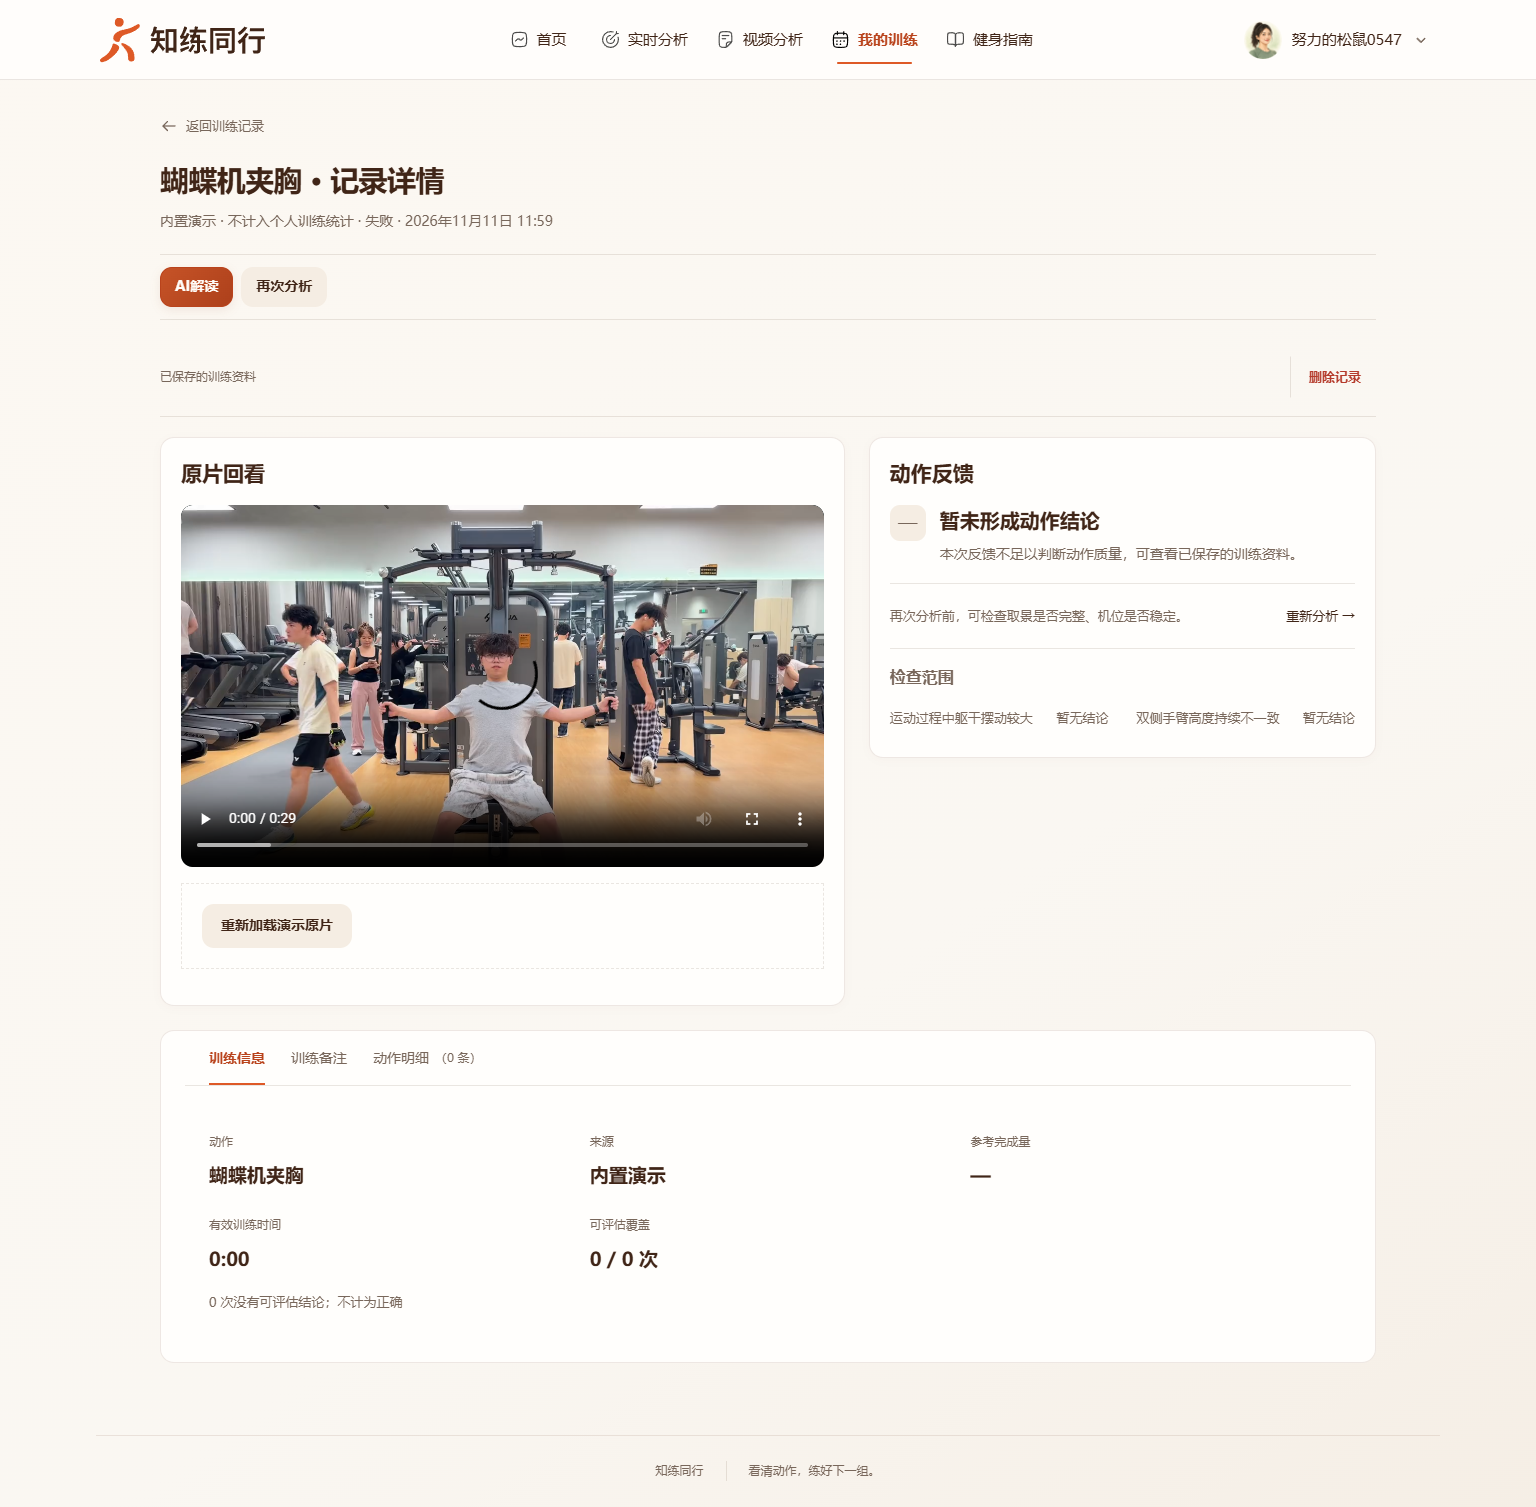 知练同行
首页
实时分析
视频分析
我的训练
健身指南
努力的松鼠0547
← 返回训练记录
蝴蝶机夹胸 · 记录详情
内置演示 · 不计入个人训练统计 · 失败 · 2026年11月11日 11:59
AI解读
再次分析
已保存的训练资料
删除记录
原片回看
0:00 / 0:29
重新加载演示原片
动作反馈
—
暂未形成动作结论
本次反馈不足以判断动作质量，可查看已保存的训练资料。
再次分析前，可检查取景是否完整、机位是否稳定。
重新分析 →
检查范围
运动过程中躯干摆动较大 暂无结论
双侧手臂高度持续不一致 暂无结论
训练信息
训练备注
动作明细 （0 条）
动作
蝴蝶机夹胸
来源
内置演示
参考完成量
—
有效训练时间
0:00
可评估覆盖
0 / 0 次
0 次没有可评估结论；不计为正确
知练同行
看清动作，练好下一组。